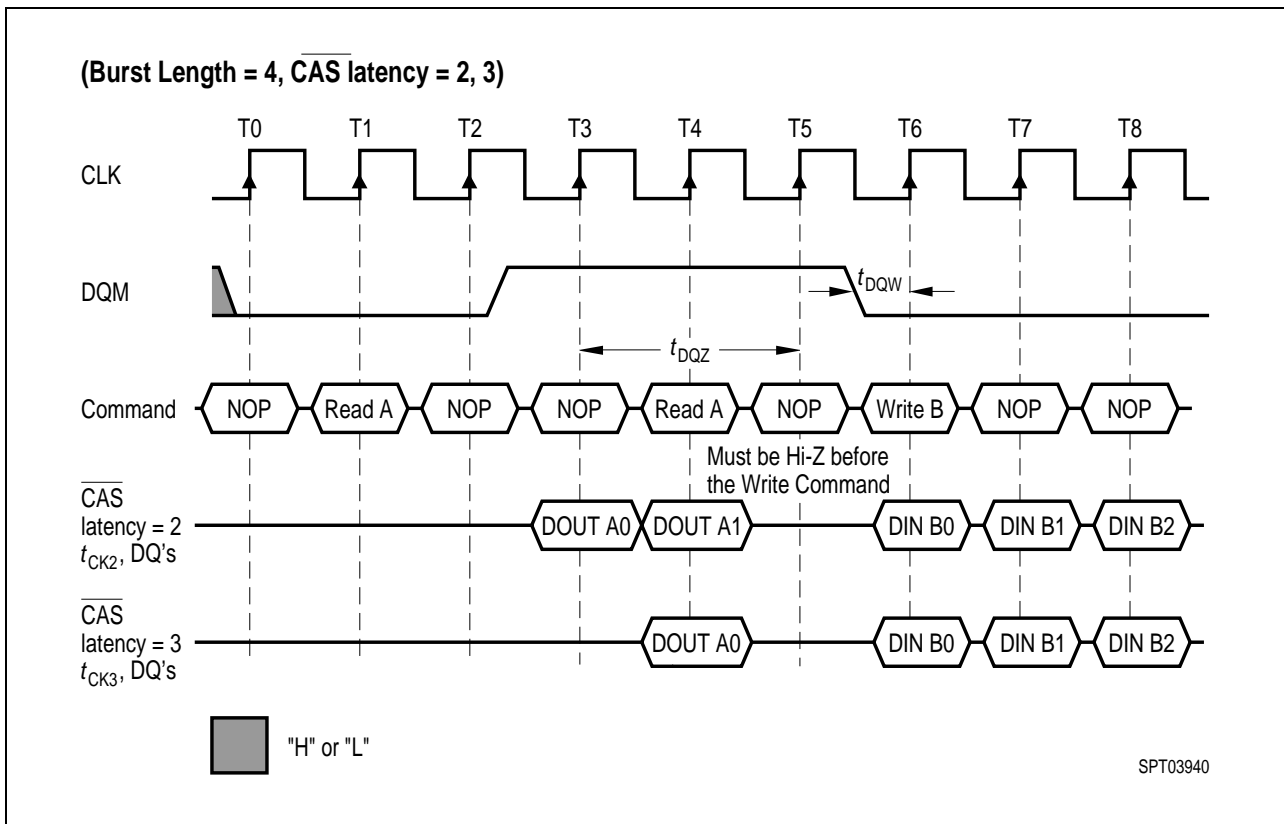 (Burst Length = 4, CAS latency = 2, 3)
T0 T1 T2 T3 T4 T5 T6 T7 T8
CLK
DQM
tDQW
tDQZ
Command NOP Read A NOP NOP Read A NOP Write B NOP NOP
Must be Hi-Z before
the Write Command
CAS
latency = 2
tCK2, DQ's
DOUT A0 DOUT A1 DIN B0 DIN B1 DIN B2
CAS
latency = 3
tCK3, DQ's
DOUT A0 DIN B0 DIN B1 DIN B2
"H" or "L"
SPT03940